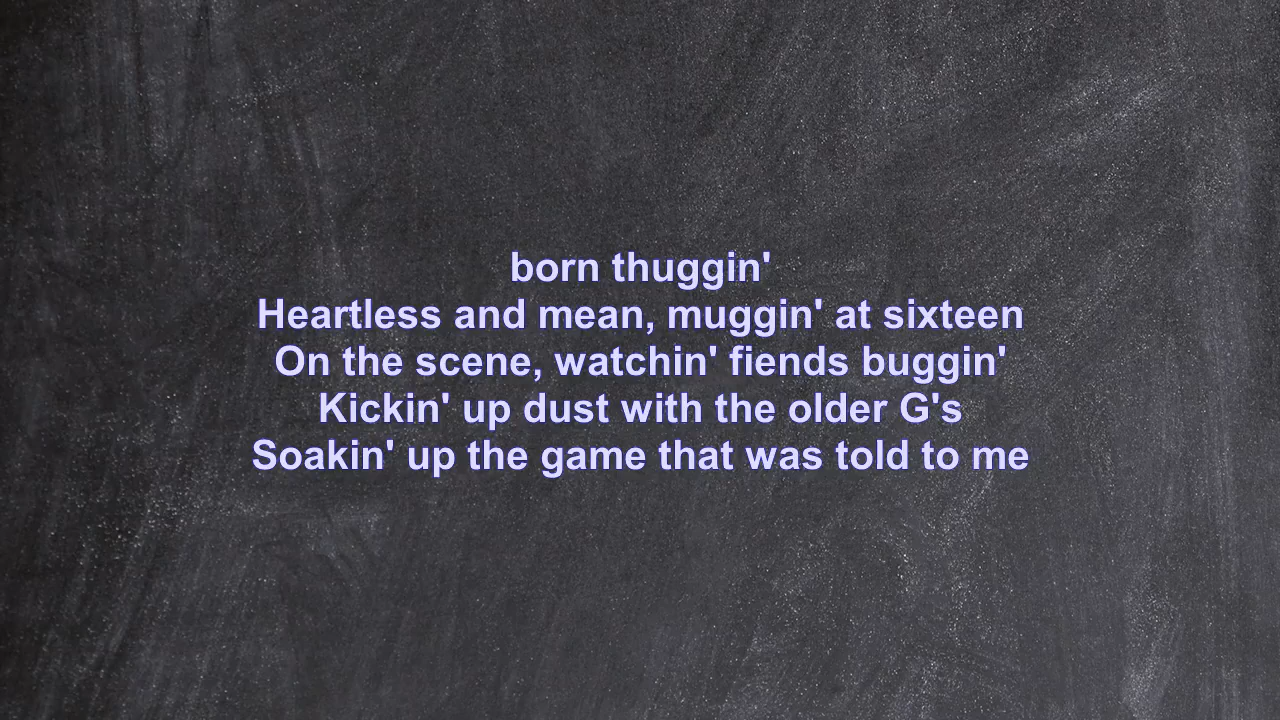 born thuggin'
Heartless and mean, muggin' at sixteen
On the scene, watchin' fiends buggin'
Kickin' up dust with the older G's
Soakin' up the game that was told to me